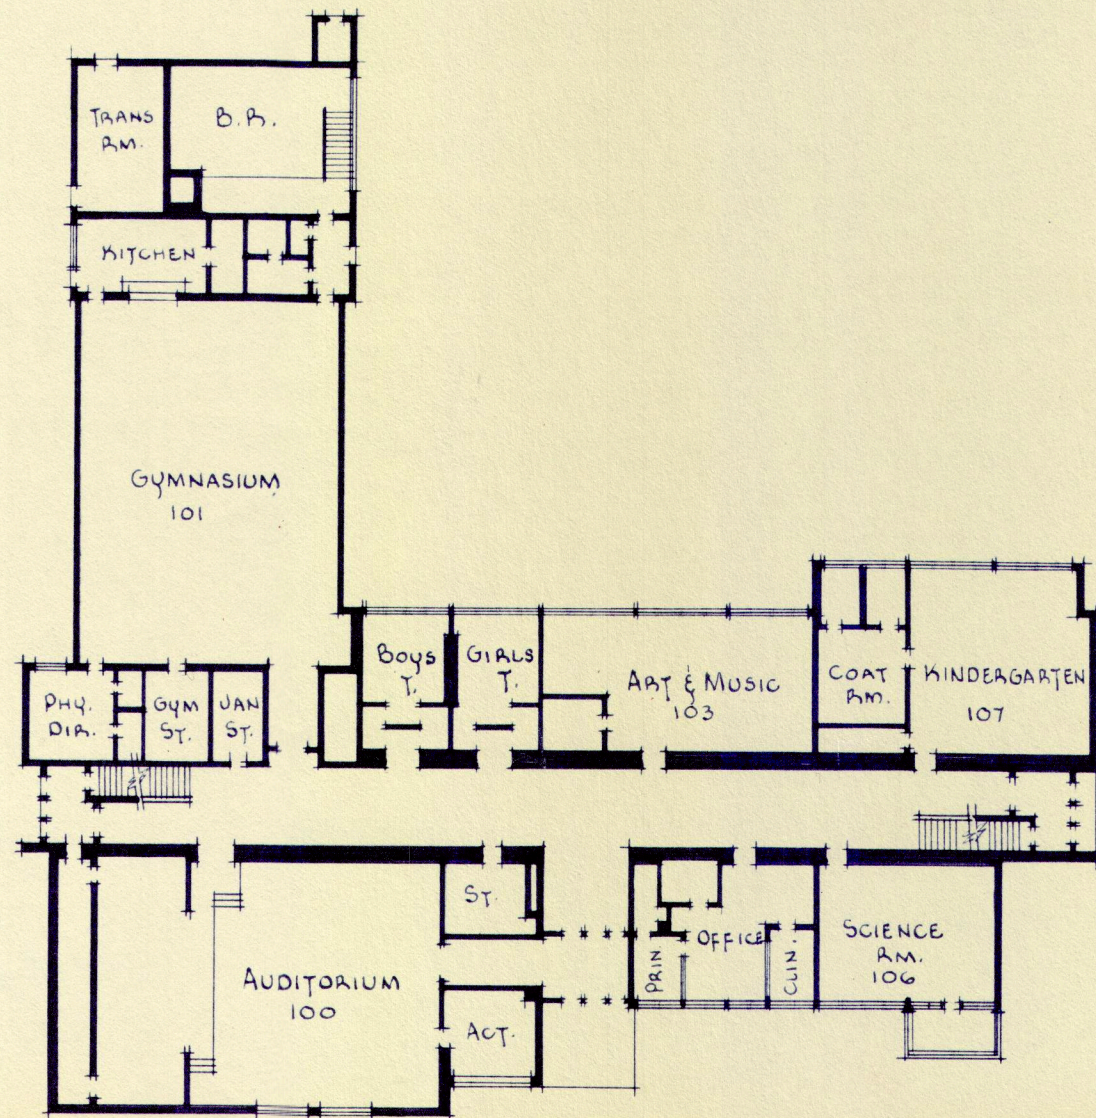 TRANS
RM.
B.R.
KITCHEN
GYMNASIUM
101
BOYS
T.
GIRLS
T.
ART & MUSIC
103
COAT
RM.
KINDERGARTEN
107
PHY.
DIR.
GYM
ST.
JAN
ST.
ST.
AUDITORIUM
100
ACT.
PRIN.
OFFICE
CLIN.
SCIENCE
RM.
106